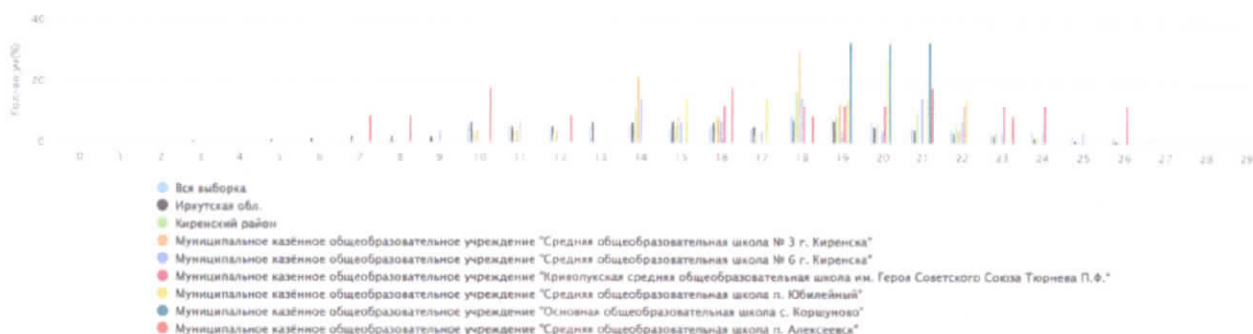 40
Кол-во уч(%)
20
0
0 1 2 3 4 5 6 7 8 9 10 11 12 13 14 15 16 17 18 19 20 21 22 23 24 25 26 27 28 29
Вся выборка
Иркутская обл.
Киренский район
Муниципальное казённое общеобразовательное учреждение "Средняя общеобразовательная школа № 3 г. Киренска"
Муниципальное казённое общеобразовательное учреждение "Средняя общеобразовательная школа № 6 г. Киренска"
Муниципальное казённое общеобразовательное учреждение "Криволукская средняя общеобразовательная школа им. Героя Советского Союза Тюрнева П.Ф."
Муниципальное казённое общеобразовательное учреждение "Средняя общеобразовательная школа п. Юбилейный"
Муниципальное казённое общеобразовательное учреждение "Основная общеобразовательная школа с. Коршуново"
Муниципальное казённое общеобразовательное учреждение "Средняя общеобразовательная школа п. Алексеевск"